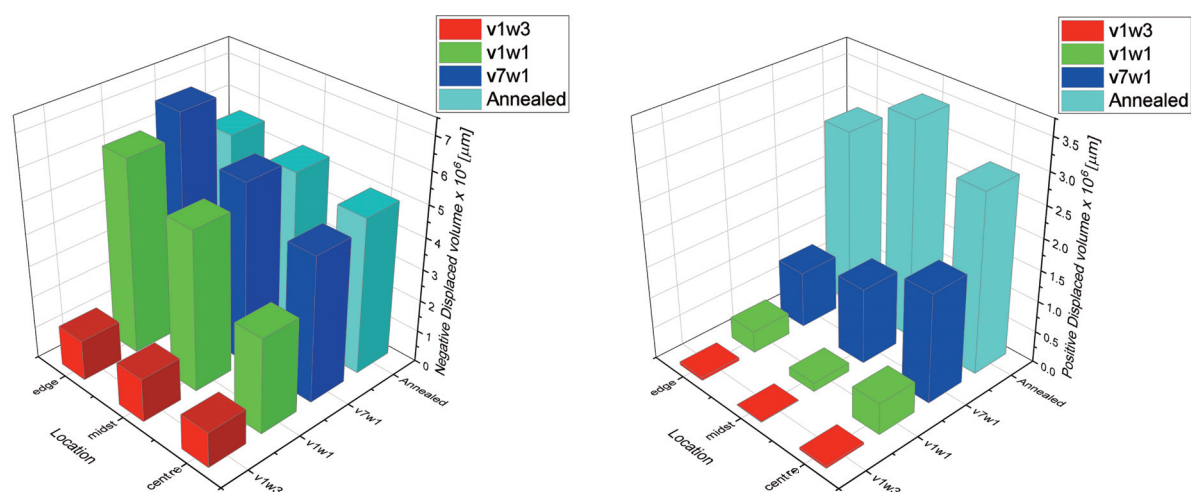 v1w3
v1w1
v7w1
Annealed
7
6
5
4
3
2
1
0
Negative Displaced volume x 10⁶ [µm]
edge
midst
centre
Location
v1w3
v1w1
v7w1
Annealed
v1w3
v1w1
v7w1
Annealed
3.5
3.0
2.5
2.0
1.5
1.0
0.5
0.0
Positive Displaced volume x 10⁶ [µm]
edge
midst
centre
Location
v1w3
v1w1
v7w1
Annealed